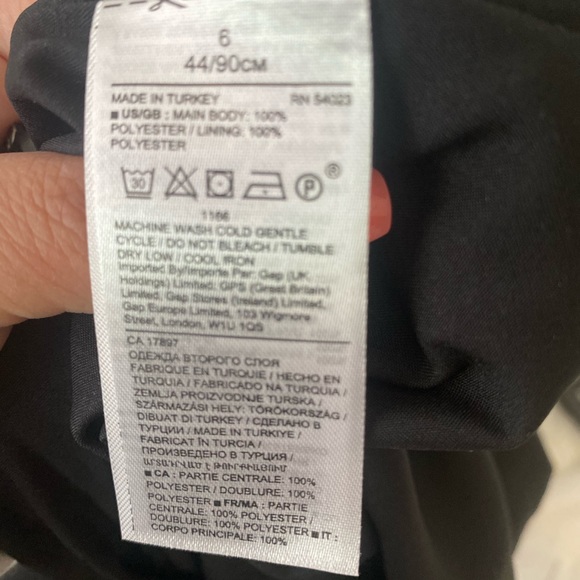 6
44/90CM
MADE IN TURKEY RN 54023
■ US/GB : MAIN BODY: 100%
POLYESTER / LINING: 100%
POLYESTER
30 P ®
1166
MACHINE WASH COLD GENTLE
CYCLE / DO NOT BLEACH / TUMBLE
DRY LOW / COOL IRON
Imported By/Importe Par: Gap (UK
Holdings) Limited; GPS (Great Britain)
Limited, Gap Stores (Ireland) Limited,
Gap Europe Limited, 103 Wigmore
Street, London, W1U 1QS
CA 17897
ОДЕЖДА ВТОРОГО СЛОЯ
FABRIQUE EN TURQUIE / HECHO EN
TURQUIA / FABRICADO NA TURQUIA /
ZEMLJA PROIZVODNJE TURSKA /
SZÁRMAZÁSI HELY: TÖRÖKORSZÁG /
DIBUAT DI TURKEY / СДЕЛАНО В
ТУРЦИИ / MADE IN TURKIYE /
FABRICAT ÎN TURCIA /
ПРОИЗВЕДЕНО В ТУРЦИЯ /
■ CA : PARTIE CENTRALE: 100%
POLYESTER / DOUBLURE: 100%
POLYESTER ■ FR/MA : PARTIE
CENTRALE: 100% POLYESTER /
DOUBLURE: 100% POLYESTER ■ IT :
CORPO PRINCIPALE: 100%